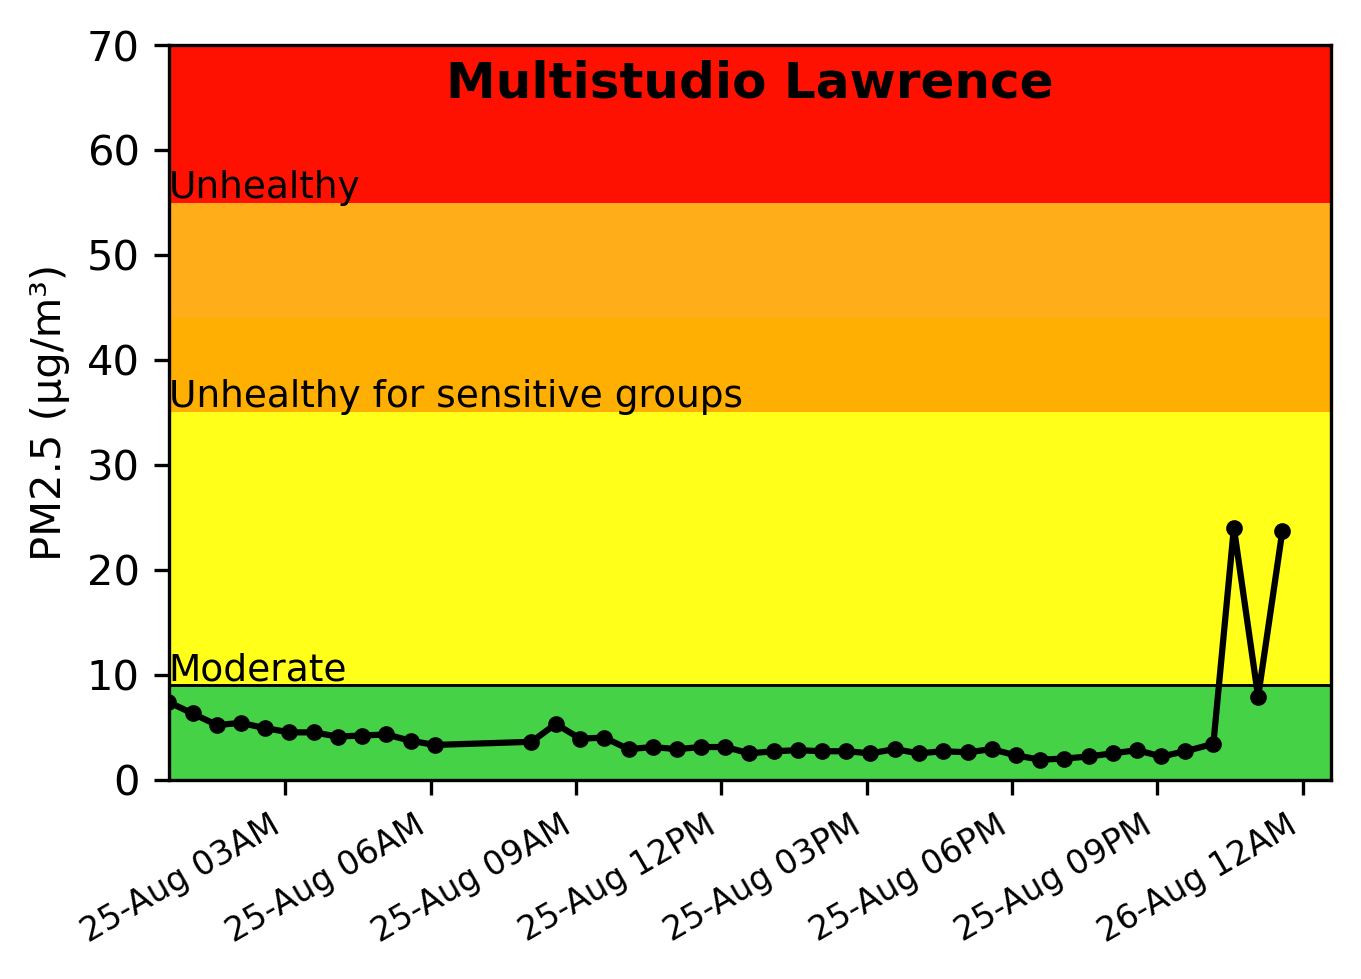 Multistudio Lawrence
70
60
50
40
30
20
10
0
PM2.5 (μg/m³)
Unhealthy
Unhealthy for sensitive groups
Moderate
25-Aug 03AM
25-Aug 06AM
25-Aug 09AM
25-Aug 12PM
25-Aug 03PM
25-Aug 06PM
25-Aug 09PM
26-Aug 12AM